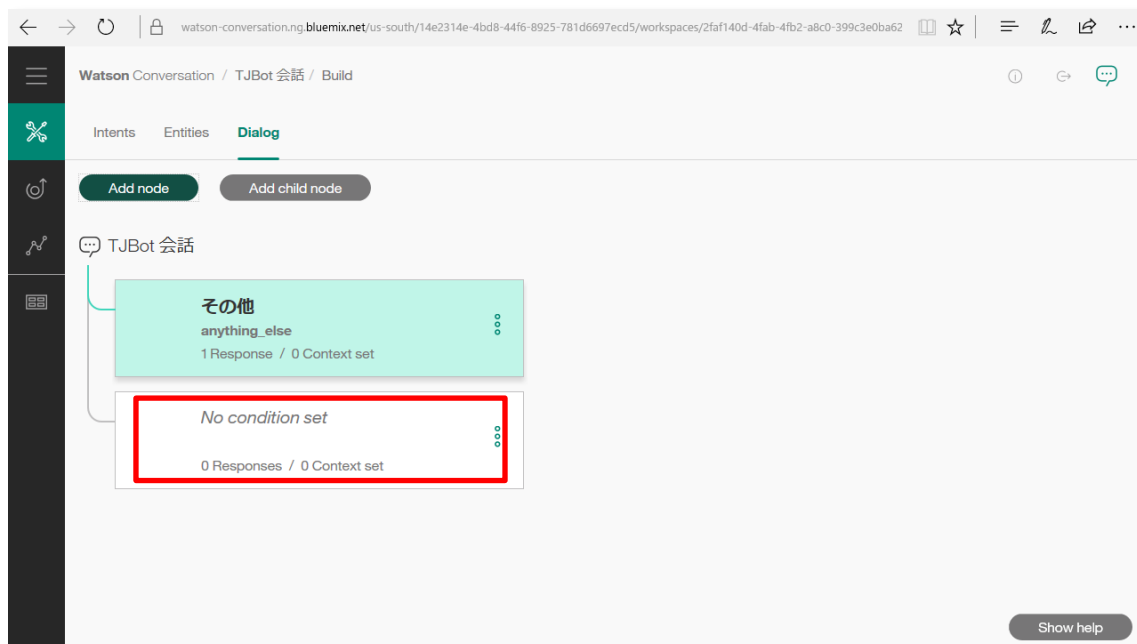 watson-conversation.ng.bluemix.net/us-south/14e2314e-4bd8-44f6-8925-781d6697ecd5/workspaces/2faf140d-4fab-4fb2-a8c0-399c3e0ba62
Watson Conversation / TJBot 会話 / Build
Intents Entities Dialog
Add node Add child node
TJBot 会話
その他
anything_else
1 Response / 0 Context set
No condition set
0 Responses / 0 Context set
Show help